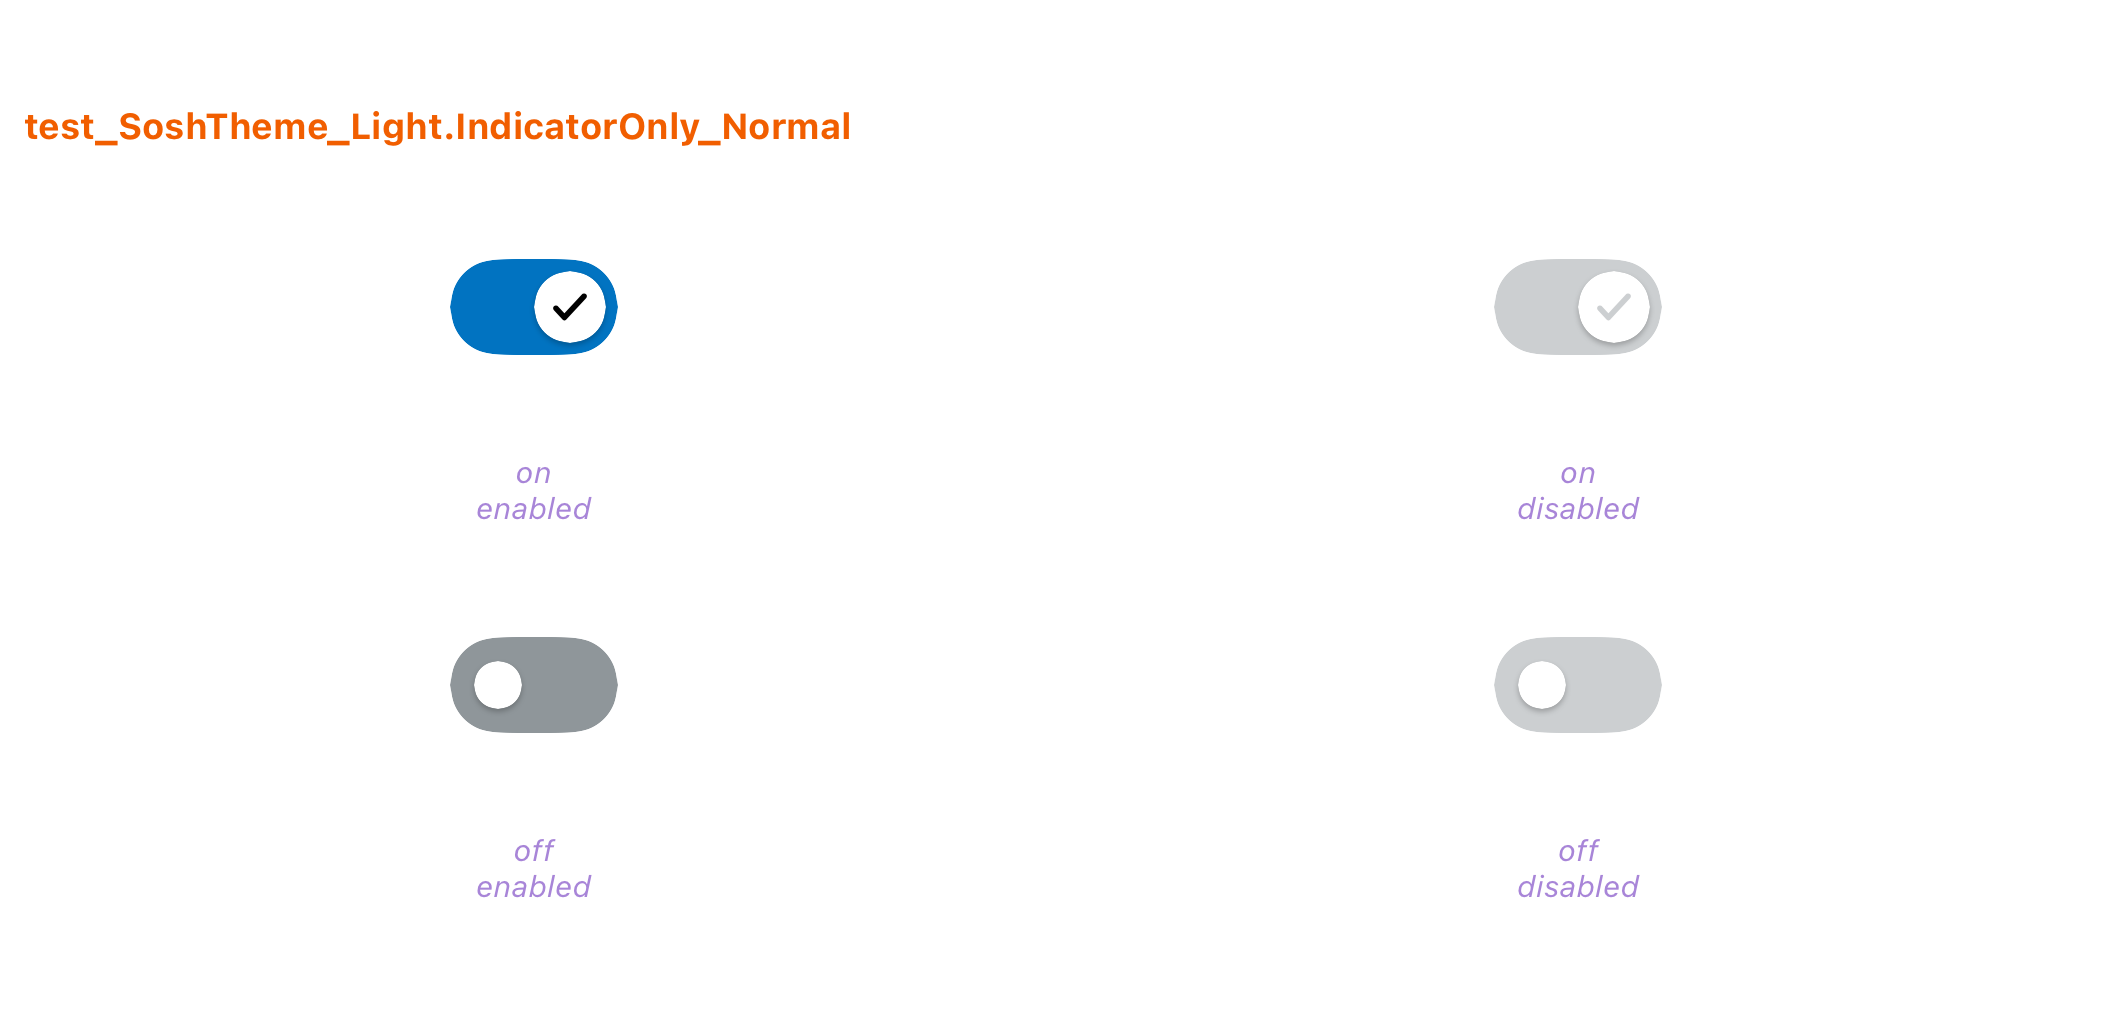 test_SoshTheme_Light.IndicatorOnly_Normal
on
enabled
on
disabled
off
enabled
off
disabled